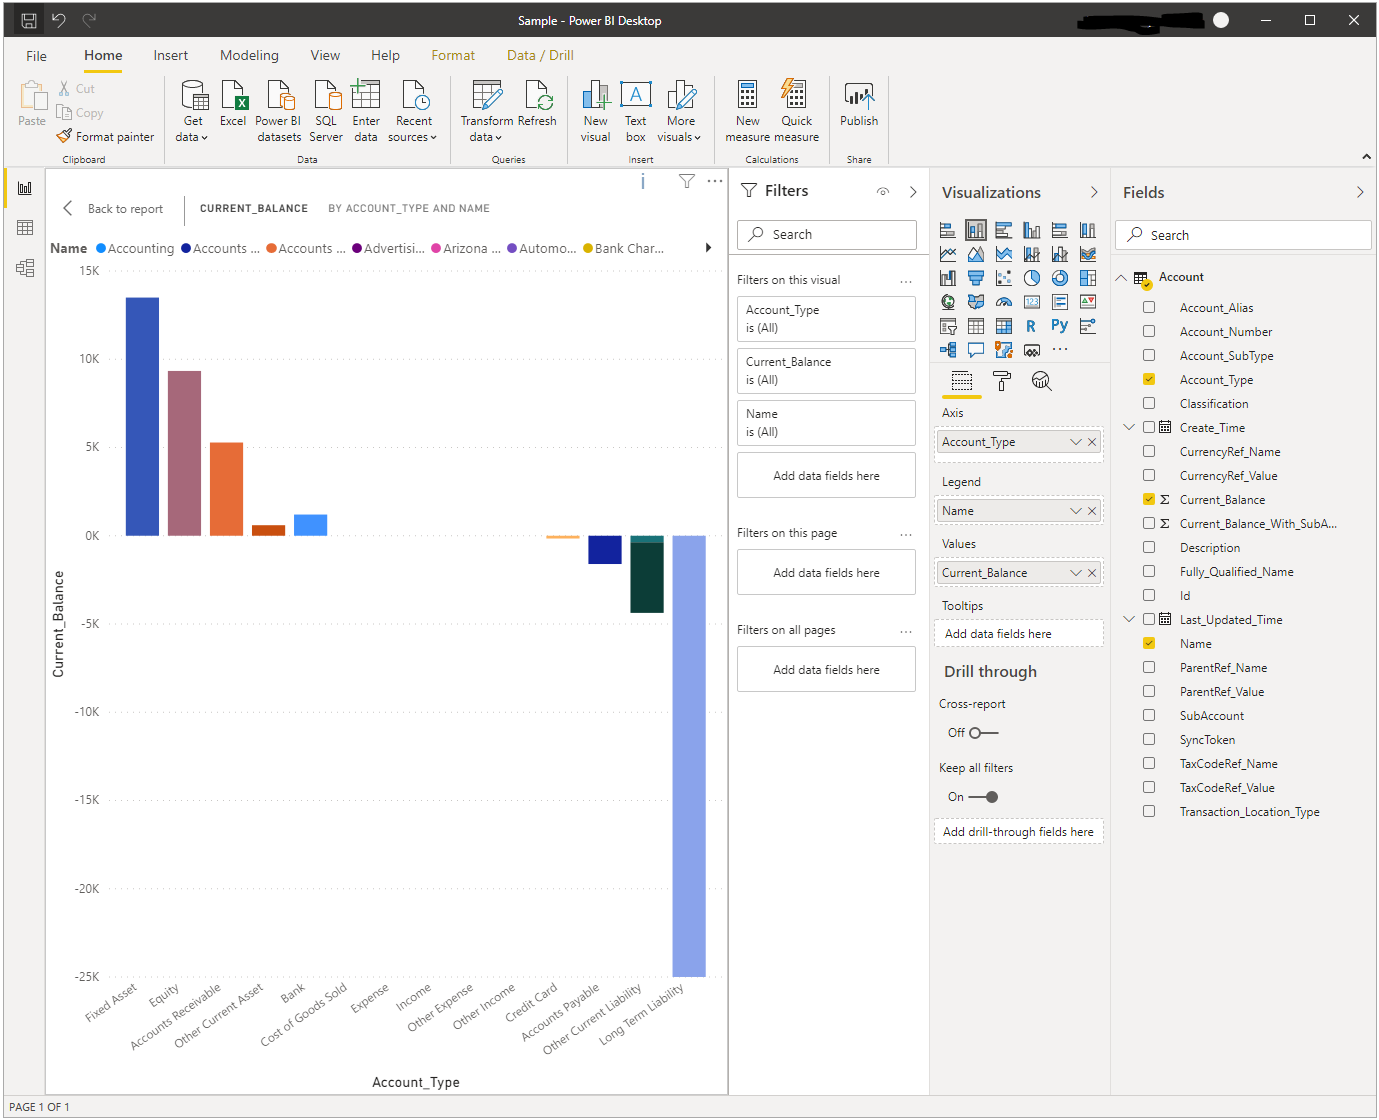 Sample - Power BI Desktop
File Home Insert Modeling View Help Format Data / Drill
Paste
Cut
Copy
Format painter
Clipboard
Get data
Excel
Power BI datasets
SQL Server
Enter data
Recent sources
Data
Transform data
Refresh
Queries
New visual
Text box
More visuals
Insert
New measure
Quick measure
Calculations
Publish
Share
Back to report
CURRENT_BALANCE BY ACCOUNT_TYPE AND NAME
Name Accounting Accounts ... Accounts ... Advertisi... Arizona ... Automo... Bank Char...
15K
10K
5K
0K
-5K
-10K
-15K
-20K
-25K
Current_Balance
Fixed Asset
Equity
Accounts Receivable
Other Current Asset
Bank
Cost of Goods Sold
Expense
Income
Other Expense
Other Income
Credit Card
Accounts Payable
Other Current Liability
Long Term Liability
Account_Type
Filters
Search
Filters on this visual ...
Account_Type
is (All)
Current_Balance
is (All)
Name
is (All)
Add data fields here
Filters on this page ...
Add data fields here
Filters on all pages ...
Add data fields here
Visualizations
123
R
Py
...
Axis
Account_Type
Legend
Name
Values
Current_Balance
Tooltips
Add data fields here
Drill through
Cross-report
Off
Keep all filters
On
Add drill-through fields here
Fields
Search
Account
Account_Alias
Account_Number
Account_SubType
Account_Type
Classification
Create_Time
CurrencyRef_Name
CurrencyRef_Value
Σ Current_Balance
Σ Current_Balance_With_SubA...
Description
Fully_Qualified_Name
Id
Last_Updated_Time
Name
ParentRef_Name
ParentRef_Value
SubAccount
SyncToken
TaxCodeRef_Name
TaxCodeRef_Value
Transaction_Location_Type
PAGE 1 OF 1